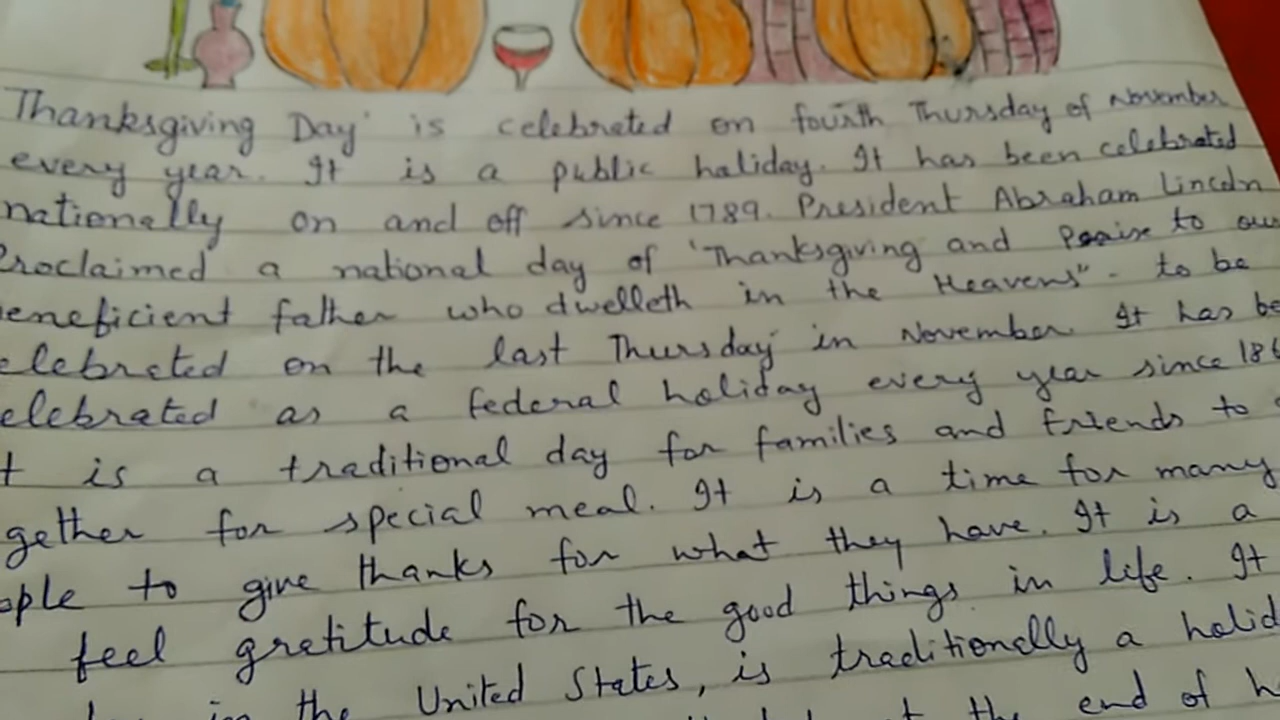 Thanksgiving Day' is celebrated on fourth Thursday of November
every year. It is a public haliday. It has been celebrated
nationally on and off since 1789. President Abraham Lincoln
Proclaimed a national day of 'Thanksgiving and Praise to our
eneficient father who dwelleth in the Heavens" - to be
elebrated on the last Thursday in November. It has be
elebrated as a federal holiday every year since 186
t is a traditional day for families and friends to
gether for special meal. It is a time for many
ople to give thanks for what they have. It is a
feel gratitude for the good things in life. It
in the United States, is traditionally a holid
the end of h